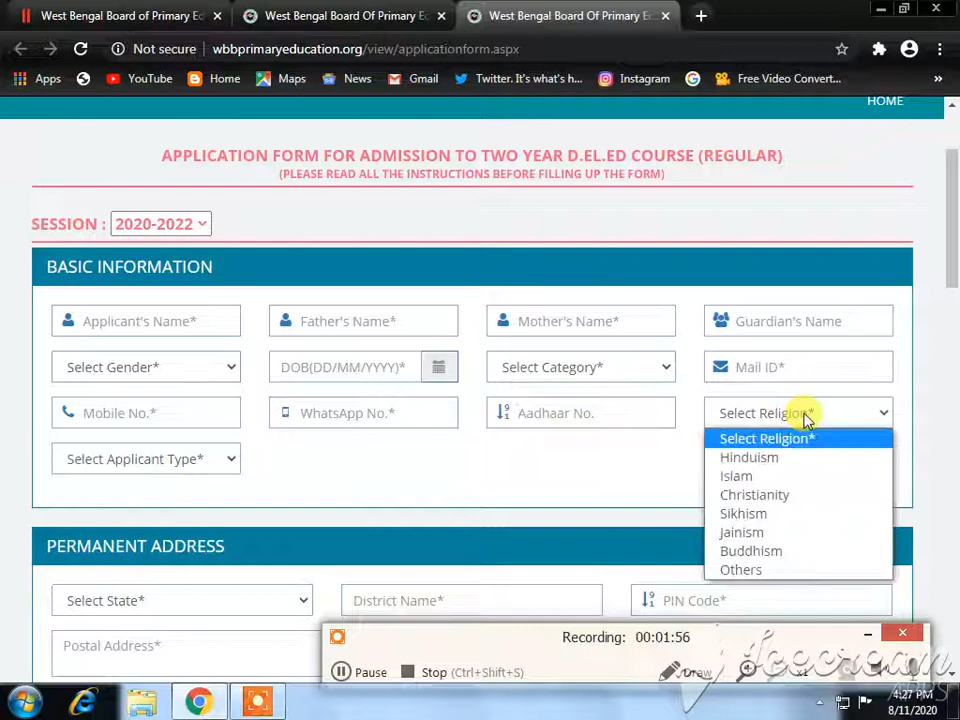 West Bengal Board of Primary Ed
West Bengal Board Of Primary Ec
West Bengal Board Of Primary E
Not secure
wbbprimaryeducation.org/view/applicationform.aspx
Apps
YouTube
Home
Maps
News
Gmail
Twitter. It's what's h...
Instagram
Free Video Convert...
»
HOME
APPLICATION FORM FOR ADMISSION TO TWO YEAR D.EL.ED COURSE (REGULAR)
(PLEASE READ ALL THE INSTRUCTIONS BEFORE FILLING UP THE FORM)
SESSION : 2020-2022
BASIC INFORMATION
Applicant's Name*
Father's Name*
Mother's Name*
Guardian's Name
Select Gender*
DOB(DD/MM/YYYY)*
Select Category*
Mail ID*
Mobile No.*
WhatsApp No.*
Aadhaar No.
Select Religion*
Select Religion*
Hinduism
Islam
Christianity
Sikhism
Jainism
Buddhism
Others
Select Applicant Type*
PERMANENT ADDRESS
Select State*
District Name*
PIN Code*
Postal Address*
Recording: 00:01:56
Pause
Stop (Ctrl+Shift+S)
Draw
x1
icecream
4:27 PM
8/11/2020